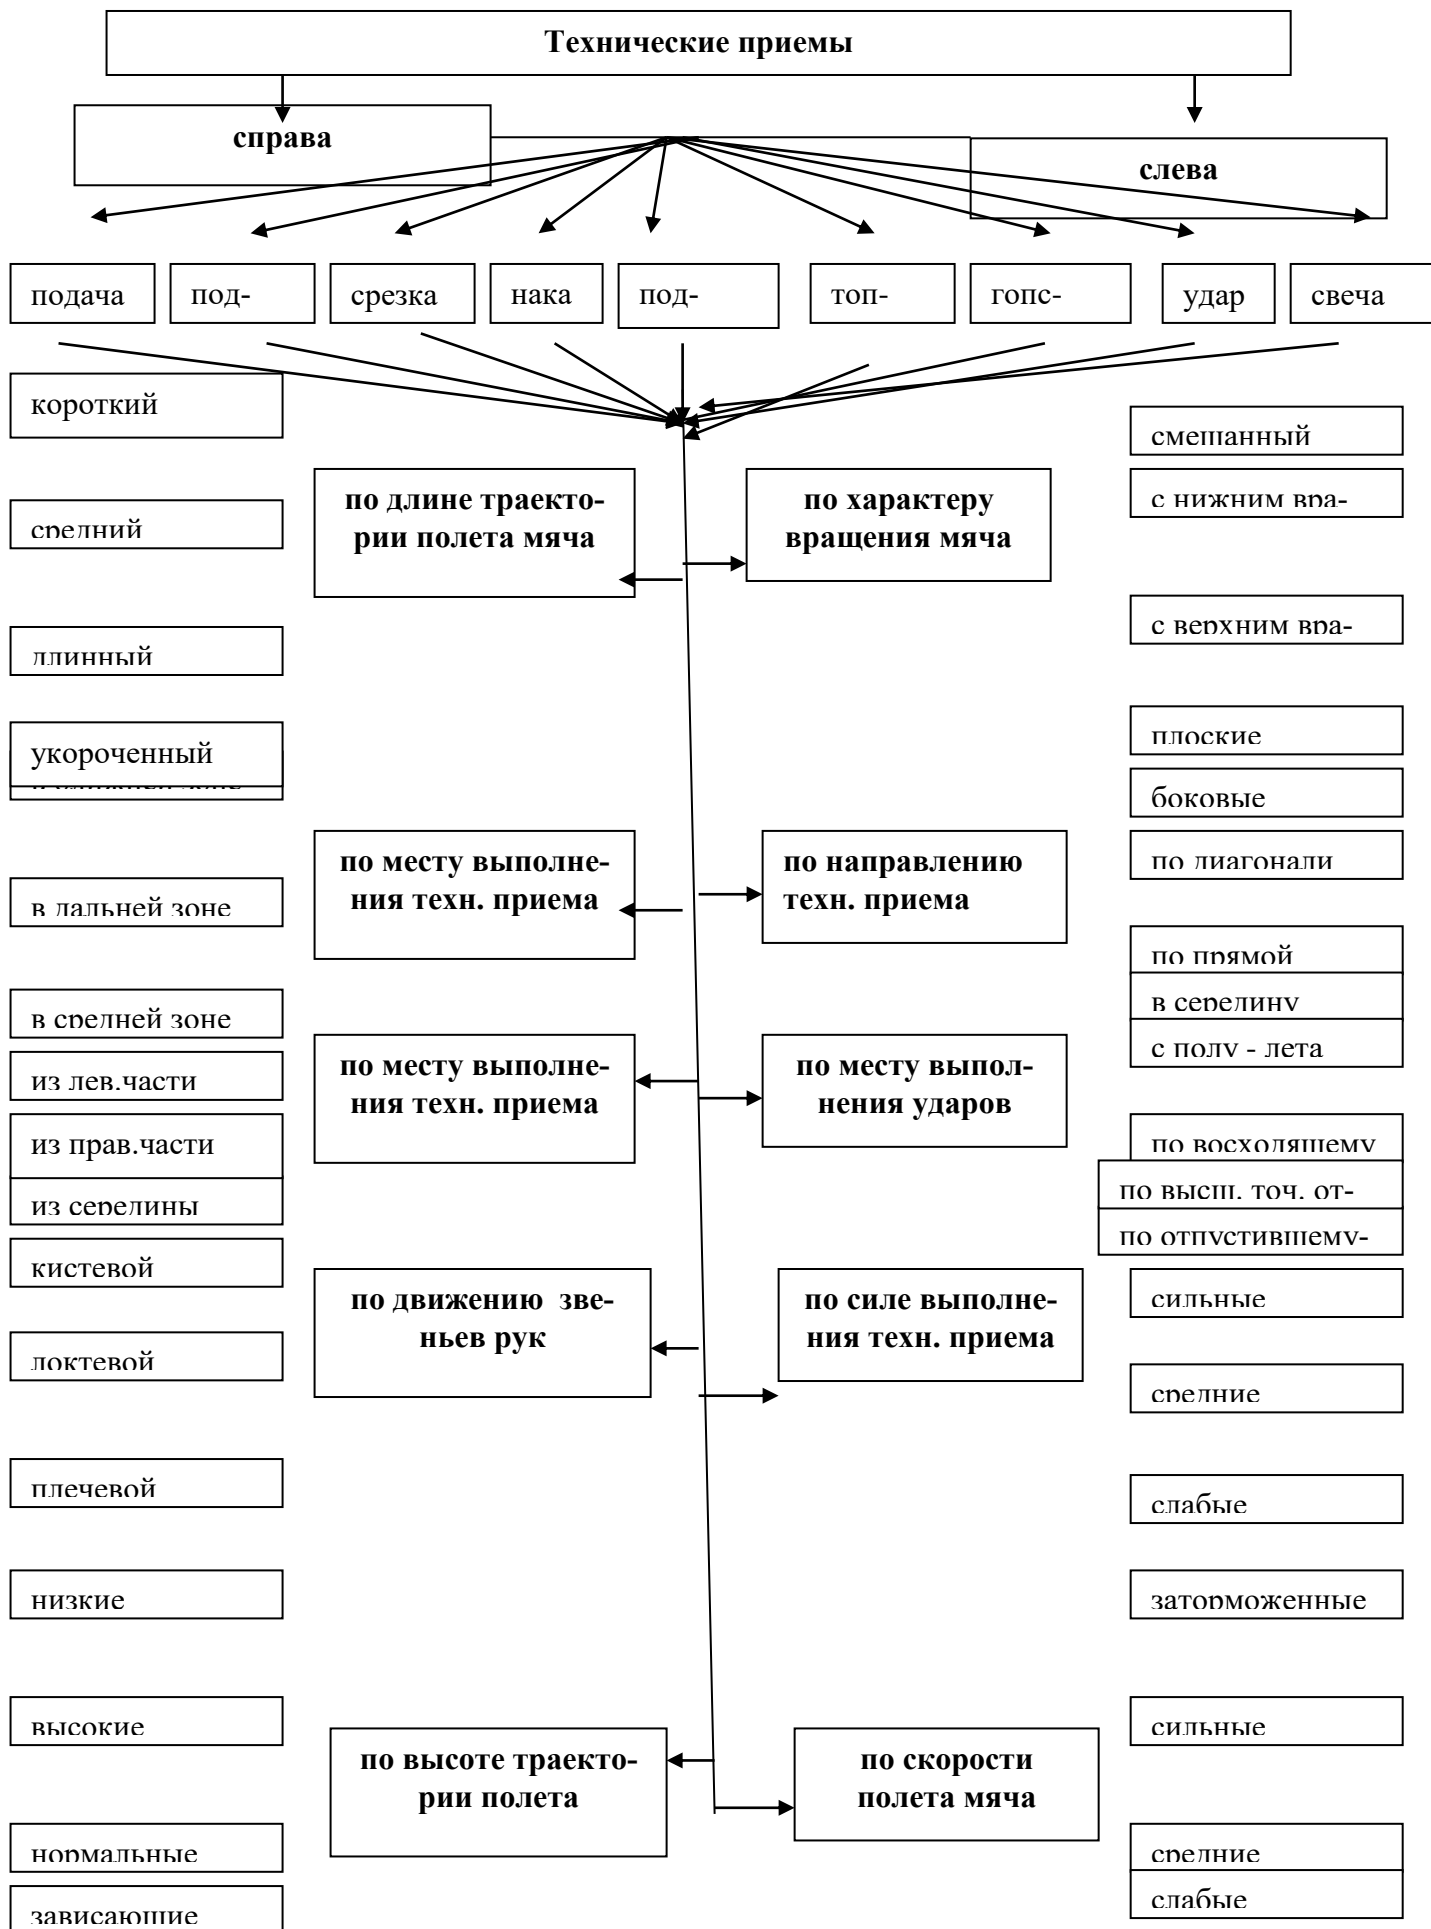 Технические приемы
справа
слева
подача
под-
срезка
нака
под-
топ-
гопс-
удар
свеча
короткий
средний
длинный
укороченный
по длине траекто-
рии полета мяча
по характеру
вращения мяча
смешанный
с нижним вра-
с верхним вра-
плоские
боковые
в дальней зоне
в средней зоне
по месту выполне-
ния техн. приема
по направлению
техн. приема
по диагонали
по прямой
в середину
из лев.части
из прав.части
из середины
по месту выполне-
ния техн. приема
по месту выпол-
нения ударов
с полу - лета
по восходящему
по высш. точ. от-
по отпустившему-
кистевой
локтевой
плечевой
по движению зве-
ньев рук
по силе выполне-
ния техн. приема
сильные
средние
слабые
заторможенные
низкие
высокие
нормальные
зависающие
по высоте траекто-
рии полета
по скорости
полета мяча
сильные
средние
слабые